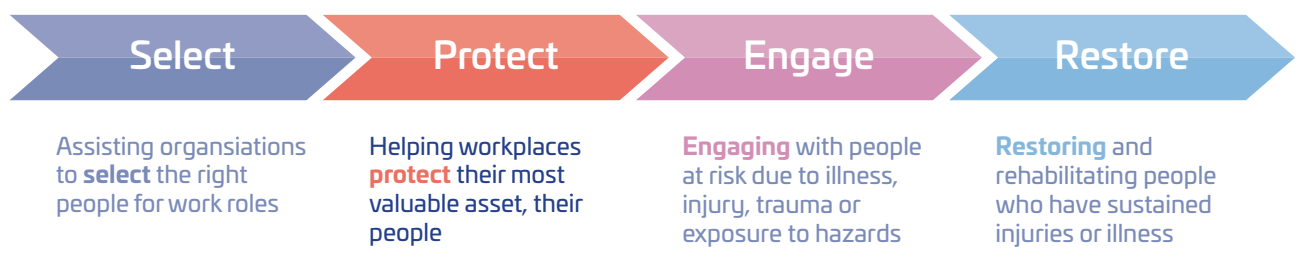 Select
Protect
Engage
Restore
Assisting organsiations
to select the right
people for work roles
Helping workplaces
protect their most
valuable asset, their
people
Engaging with people
at risk due to illness,
injury, trauma or
exposure to hazards
Restoring and
rehabilitating people
who have sustained
injuries or illness